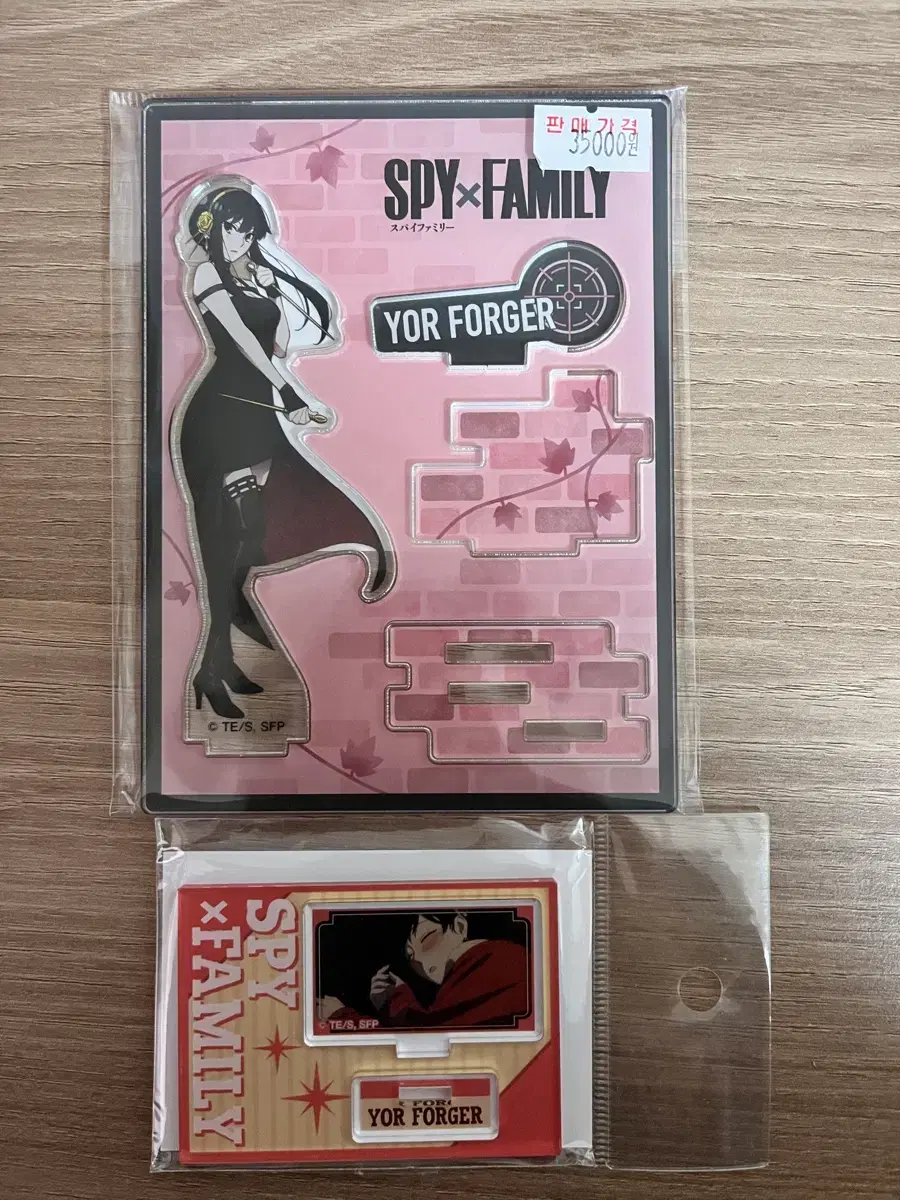 판매가격
35000원
SPY×FAMILY
スパイファミリー
YOR FORGER
© TE/S, SFP
SPY
×FAMILY
© TE/S, SFP
YOR FORGER